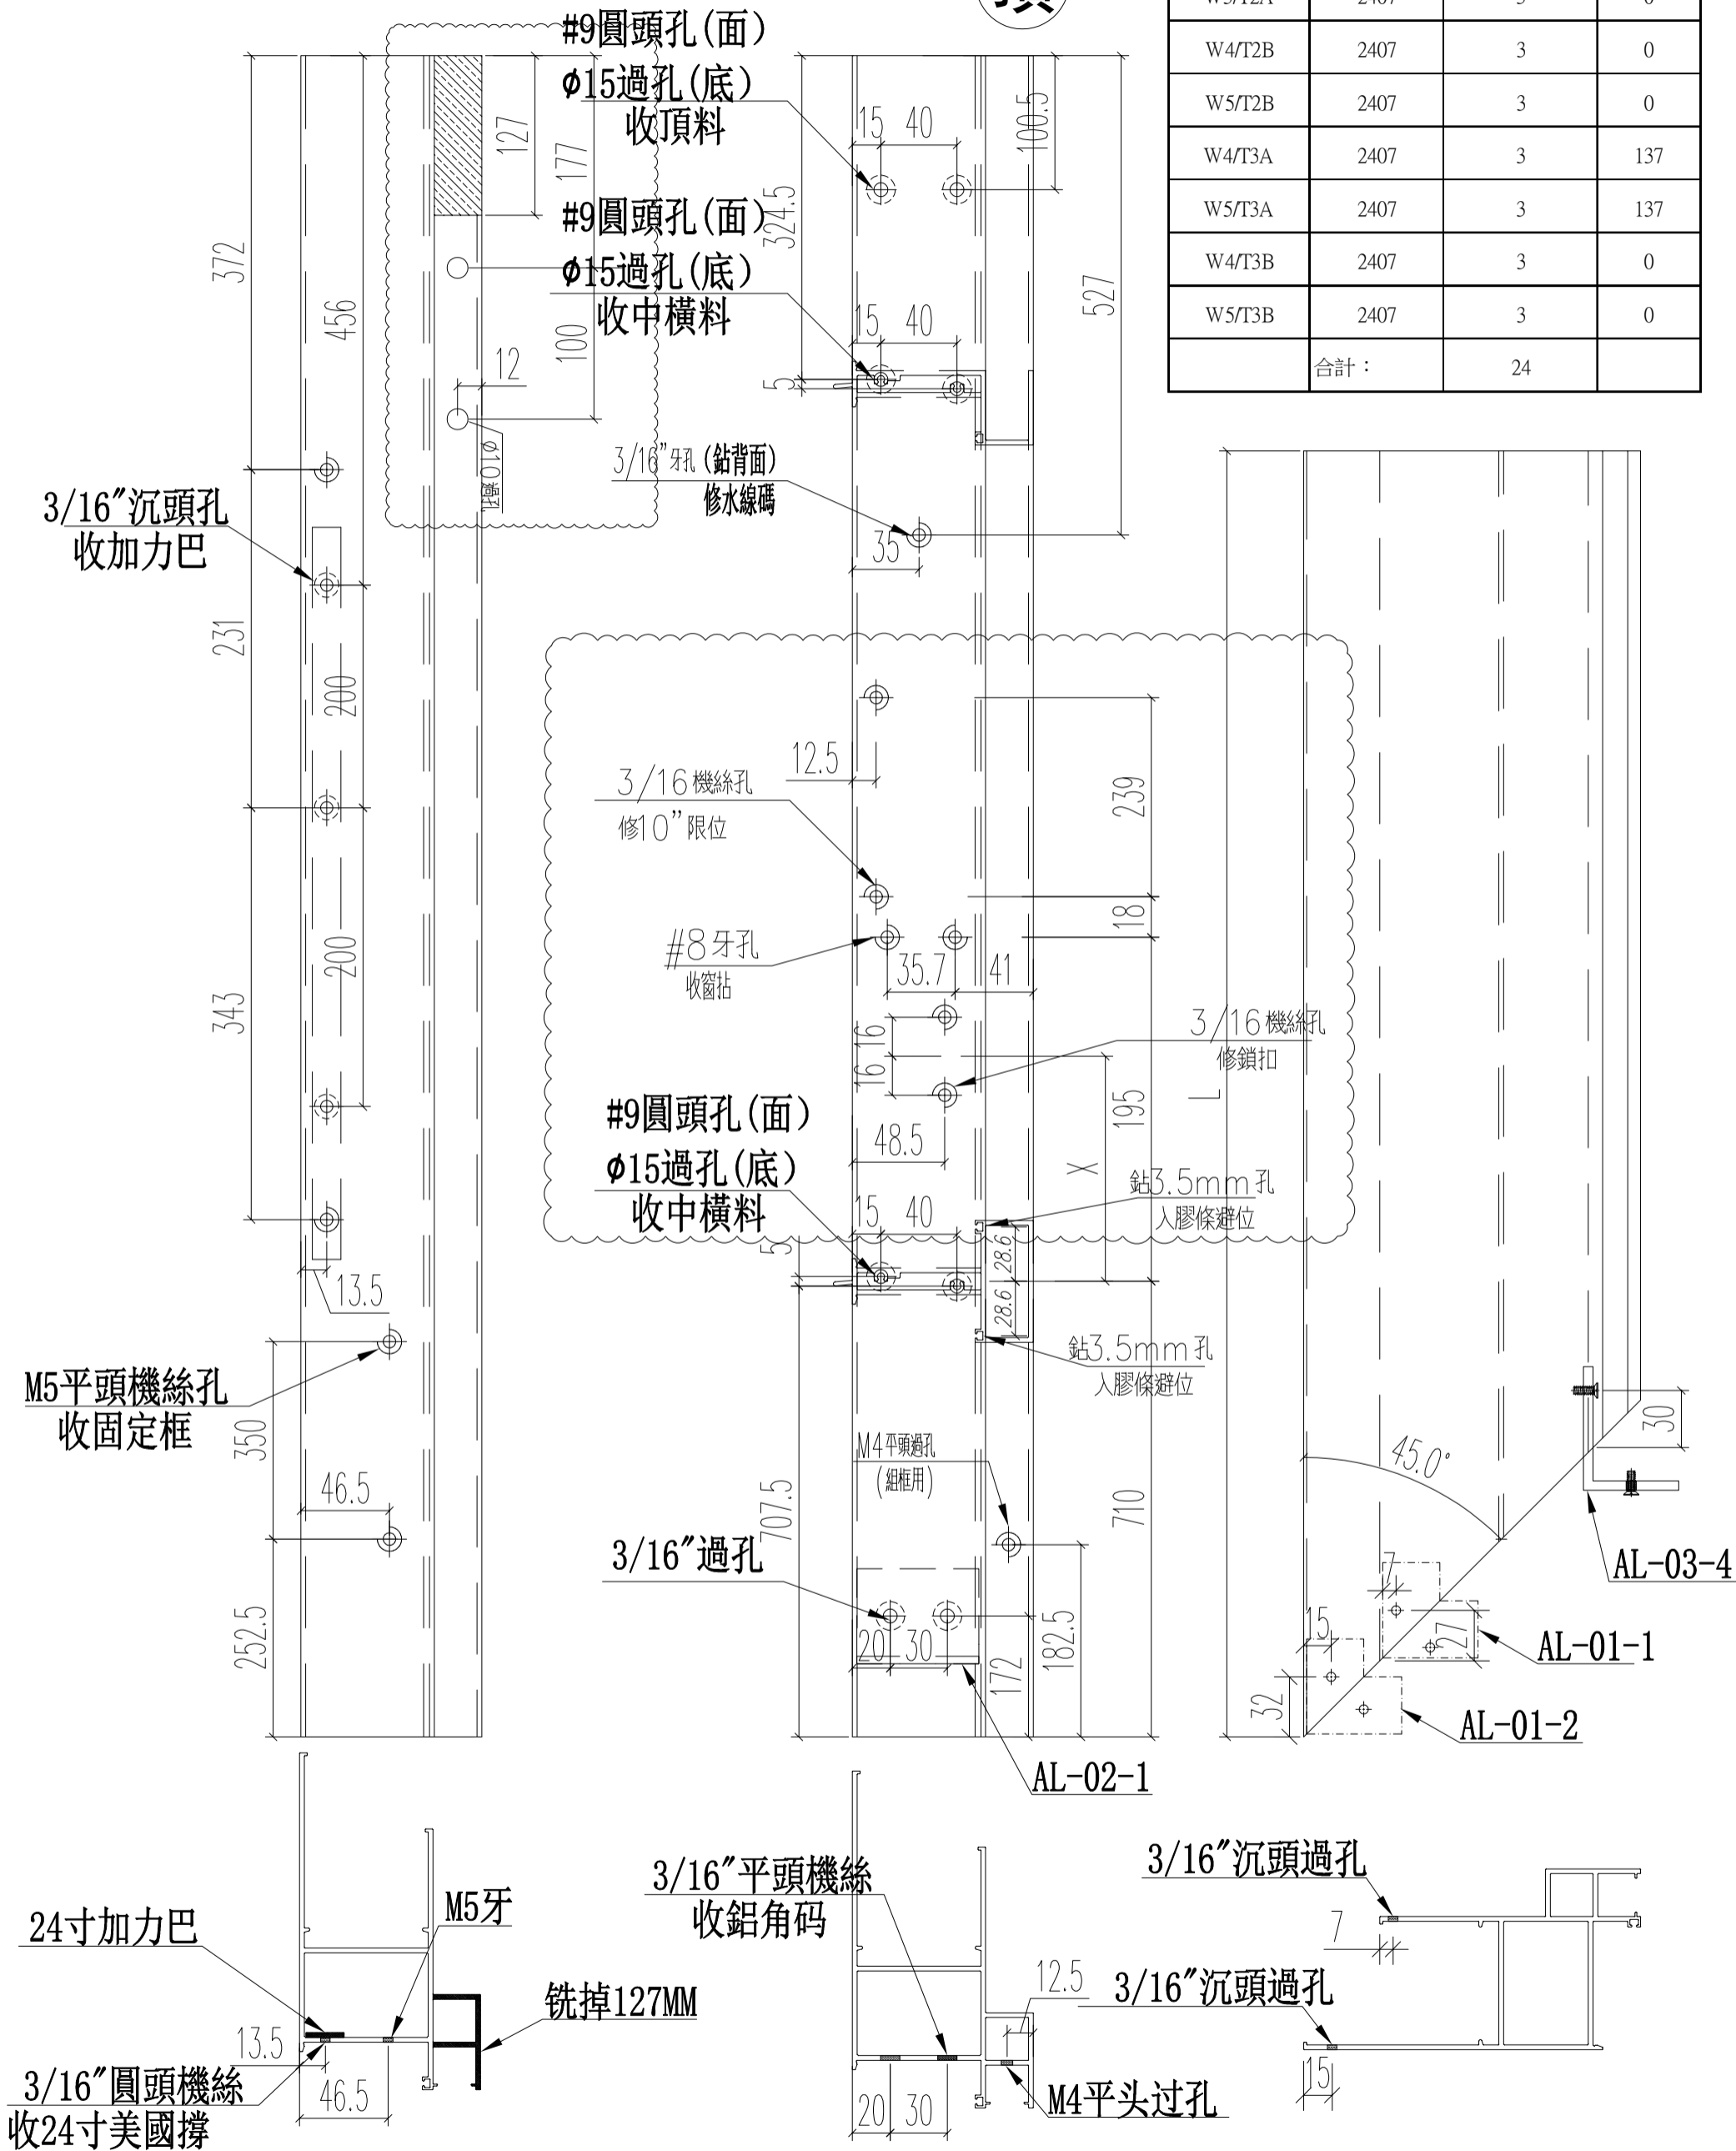 #9圓頭孔(面)
ϕ15過孔(底)
收頂料
#9圓頭孔(面)
ϕ15過孔(底)
收中橫料
W4/T2B 2407 3 0
W5/T2B 2407 3 0
W4/T3A 2407 3 137
W5/T3A 2407 3 137
W4/T3B 2407 3 0
W5/T3B 2407 3 0
合計： 24
372
456
127
177
100
12
15 40
100.5
324.5
527
15 40
5
3/16"牙孔(鉆背面)
修水線碼
35
3/16"沉頭孔
收加力巴
231
200
200
343
13.5
12.5
3/16機絲孔
修10"限位
239
18
#8牙孔
收窗拈
35.7 41
16
16
3/16機絲孔
修鎖扣
L
195
X
48.5
#9圓頭孔(面)
ϕ15過孔(底)
收中橫料
15 40
5
鉆3.5mm孔
入膠條避位
28.6
28.6
鉆3.5mm孔
入膠條避位
M5平頭機絲孔
收固定框
350
46.5
252.5
M4平頭過孔
(組框用)
707.5
710
3/16"過孔
20 30
172
182.5
AL-02-1
45.0°
30
AL-03-4
7
27
15
32
AL-01-1
AL-01-2
24寸加力巴
M5牙
铣掉127MM
13.5
46.5
3/16"圓頭機絲
收24寸美國撐
3/16"平頭機絲
收鋁角码
12.5
20 30
M4平头过孔
3/16"沉頭過孔
7
3/16"沉頭過孔
15